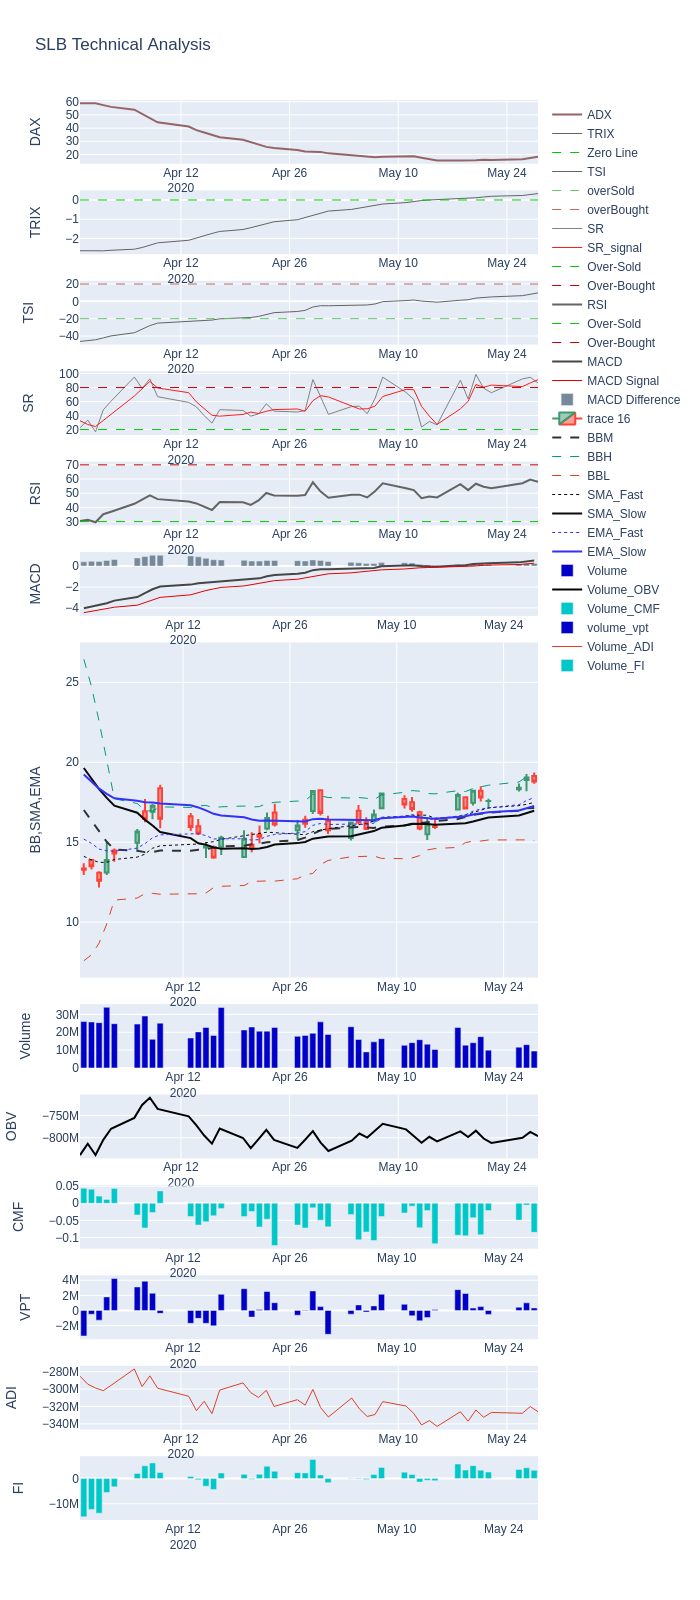 SLB Technical Analysis
DAX
60
50
40
30
20
Apr 12
2020
Apr 26
May 10
May 24
TRIX
0
−1
−2
Apr 12
2020
Apr 26
May 10
May 24
TSI
20
0
−20
−40
Apr 12
2020
Apr 26
May 10
May 24
SR
100
80
60
40
20
Apr 12
2020
Apr 26
May 10
May 24
RSI
70
60
50
40
30
Apr 12
2020
Apr 26
May 10
May 24
MACD
0
−2
−4
Apr 12
2020
Apr 26
May 10
May 24
BB,SMA,EMA
25
20
15
10
Apr 12
2020
Apr 26
May 10
May 24
Volume
30M
20M
10M
0
Apr 12
2020
Apr 26
May 10
May 24
OBV
−750M
−800M
Apr 12
2020
Apr 26
May 10
May 24
CMF
0.05
0
−0.05
−0.1
Apr 12
2020
Apr 26
May 10
May 24
VPT
4M
2M
0
−2M
Apr 12
2020
Apr 26
May 10
May 24
ADI
−280M
−300M
−320M
−340M
Apr 12
2020
Apr 26
May 10
May 24
FI
0
−10M
Apr 12
2020
Apr 26
May 10
May 24
ADX
TRIX
Zero Line
TSI
overSold
overBought
SR
SR_signal
Over-Sold
Over-Bought
RSI
Over-Sold
Over-Bought
MACD
MACD Signal
MACD Difference
trace 16
BBM
BBH
BBL
SMA_Fast
SMA_Slow
EMA_Fast
EMA_Slow
Volume
Volume_OBV
Volume_CMF
volume_vpt
Volume_ADI
Volume_FI